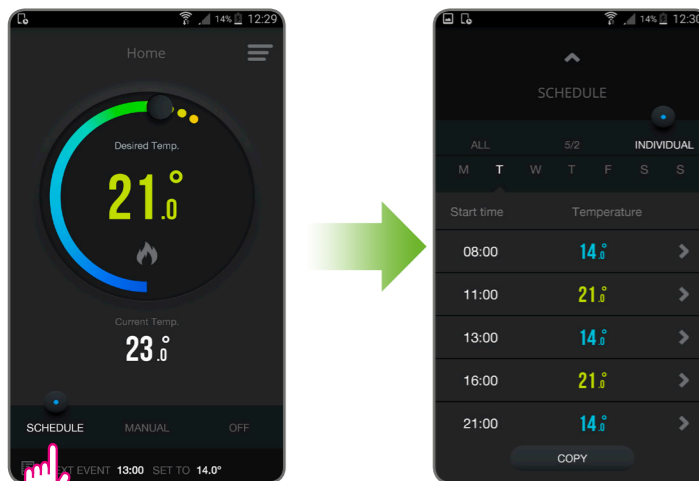 14% 12:29
Home
Desired Temp.
21.0°
Current Temp.
23.0°
SCHEDULE MANUAL OFF
EVENT 13:00 SET TO 14.0°
14% 12:30
SCHEDULE
ALL 5/2 INDIVIDUAL
M T W T F S S
Start time Temperature
08:00 14.0°
11:00 21.0°
13:00 14.0°
16:00 21.0°
21:00 14.0°
COPY